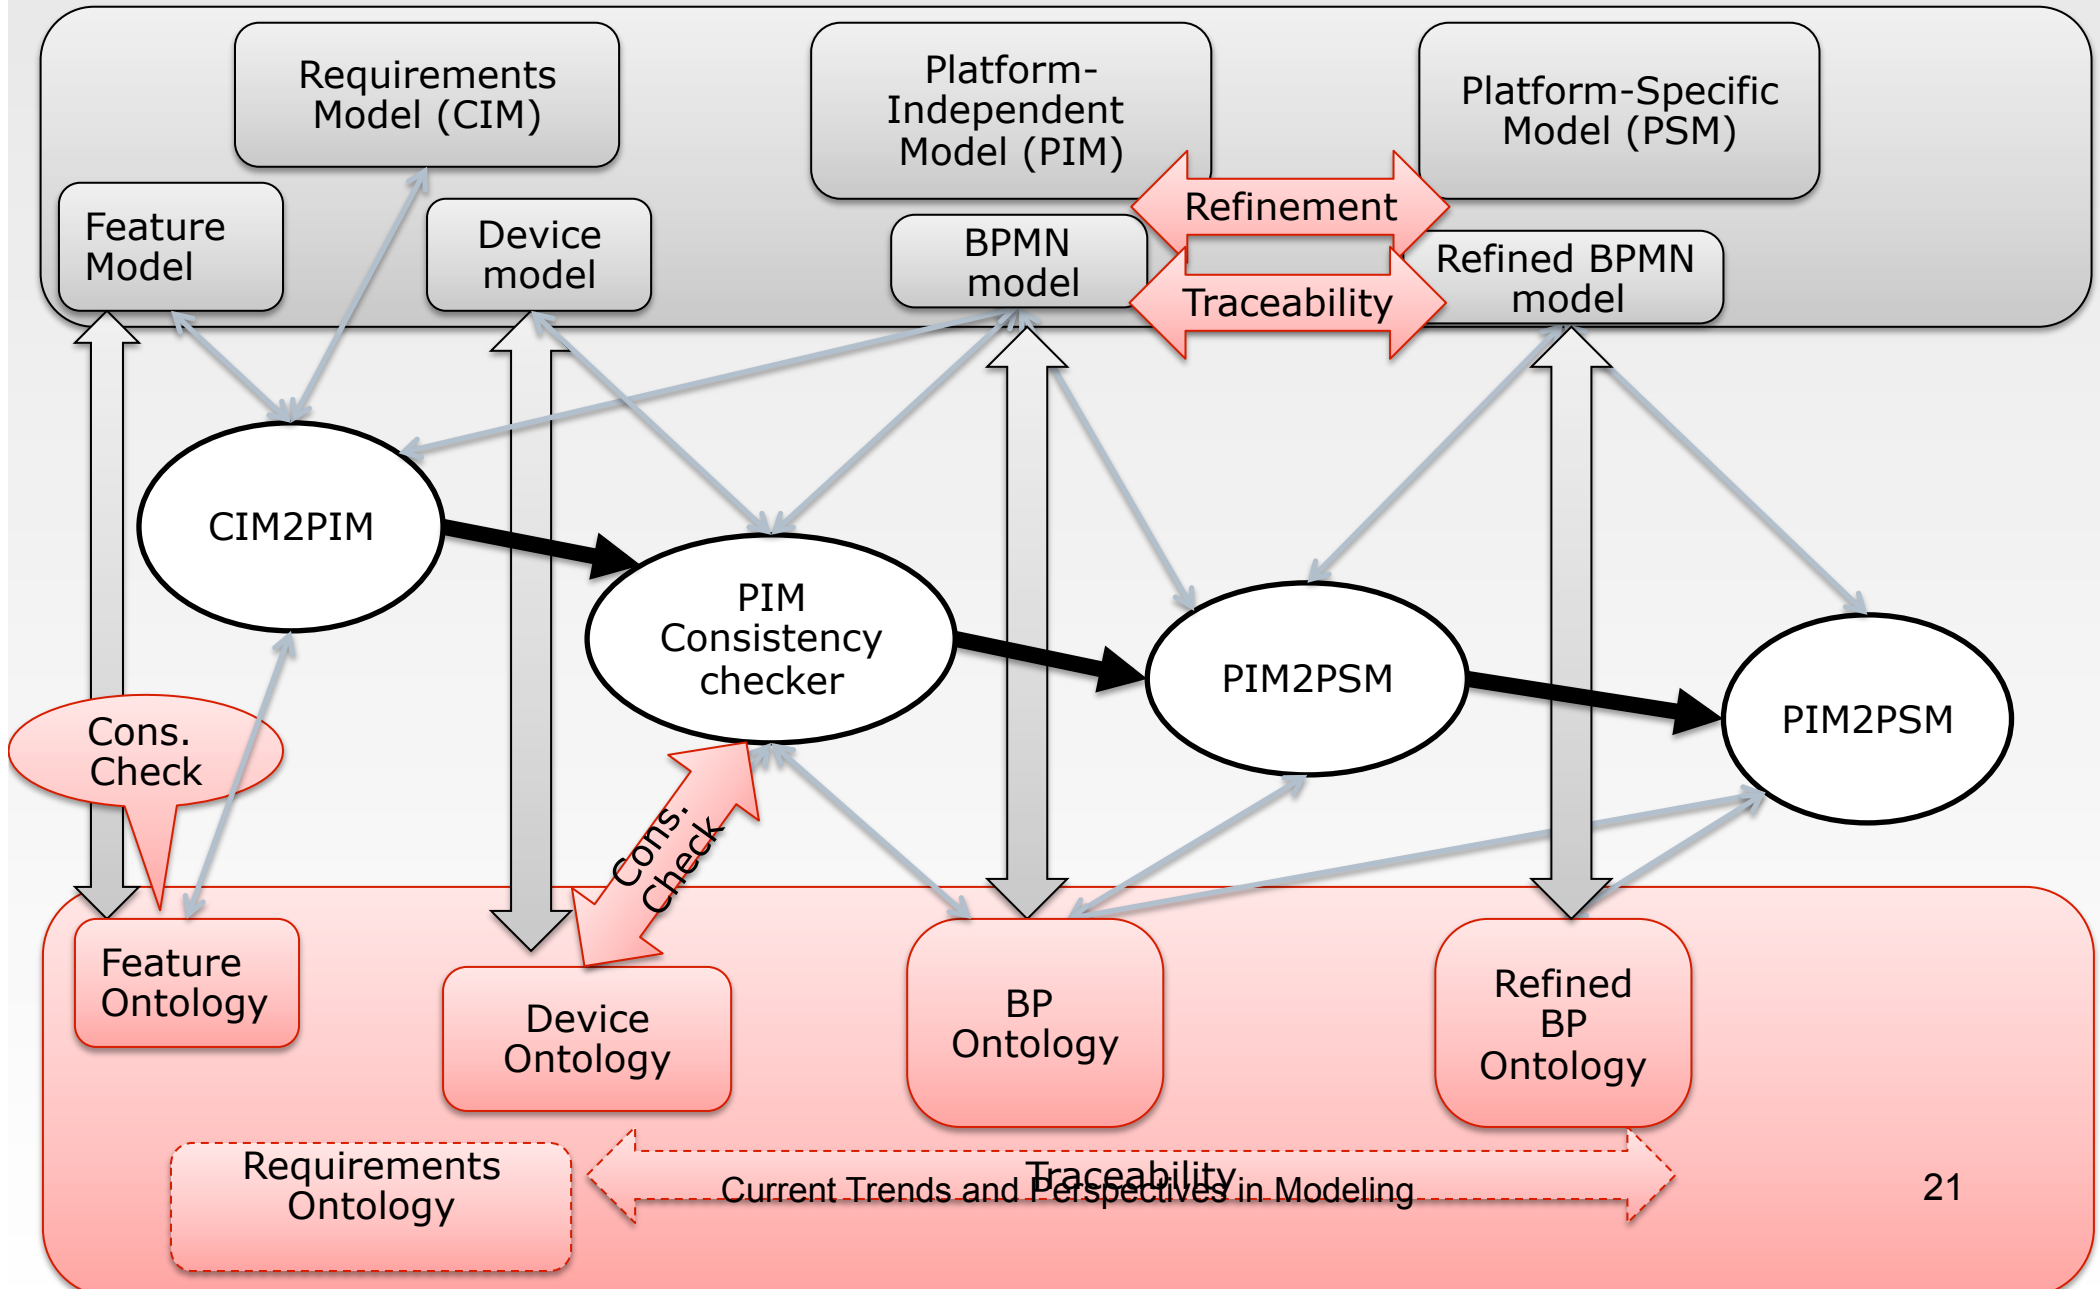 Requirements
Model (CIM)
Platform-
Independent
Model (PIM)
Platform-Specific
Model (PSM)
Feature
Model
Device
model
BPMN
model
Refinement
Traceability
Refined BPMN
model
CIM2PIM
PIM
Consistency
checker
PIM2PSM
PIM2PSM
Cons.
Check
Cons.
Check
Feature
Ontology
Device
Ontology
BP
Ontology
Refined
BP
Ontology
Requirements
Ontology
Traceability
Current Trends and Perspectives in Modeling
21